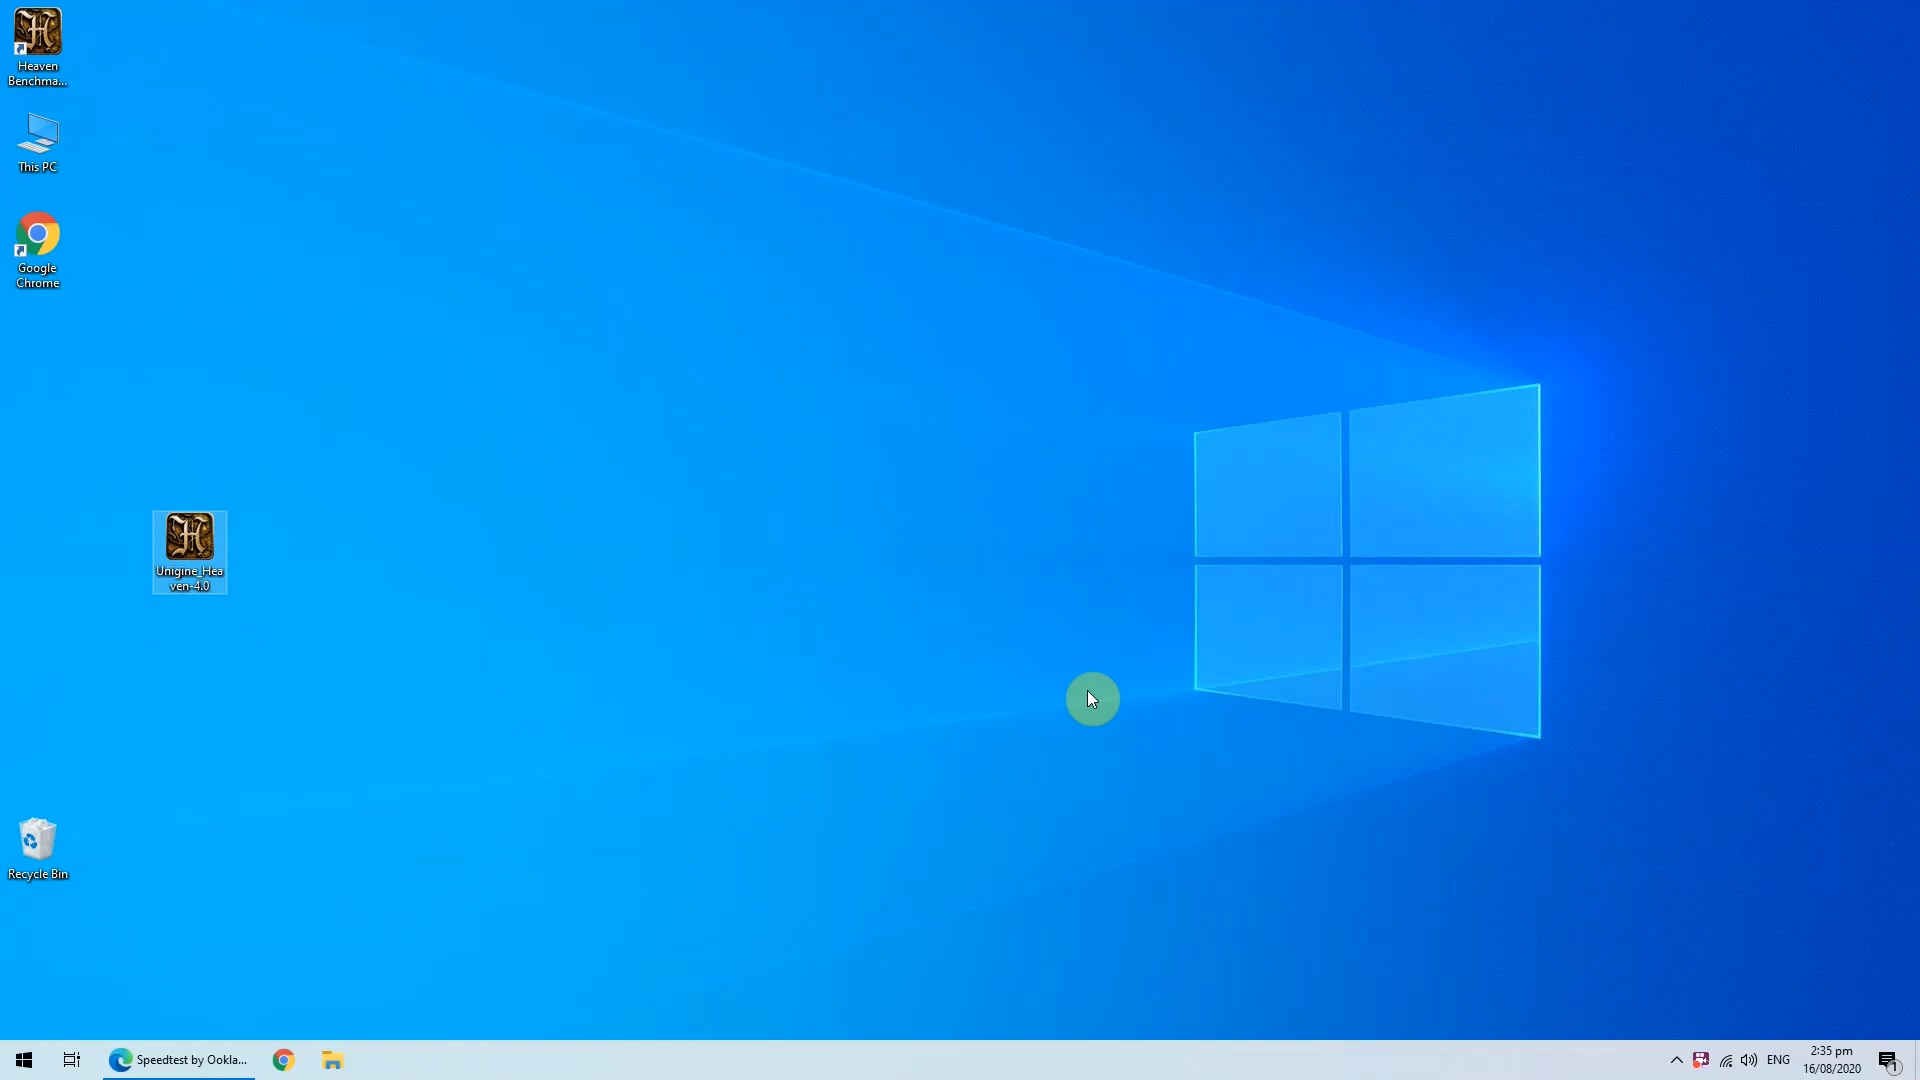 Heaven
Benchma...
This PC
Google
Chrome
Unigine_Hea
ven-4.0
Recycle Bin
Speedtest by Ookla...
ENG
2:35 pm
16/08/2020
1